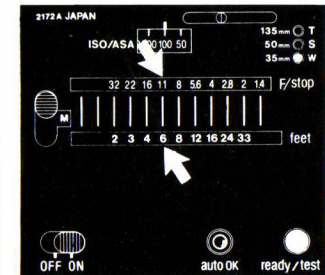 2172A JAPAN
135mm T
50mm S
35mm W
ISO/ASA 100 50
32 22 16 11 8 5.6 4 2.8 2 1.4 F/stop
M
2 3 4 6 8 12 16 24 33 feet
OFF ON
auto OK
ready/test